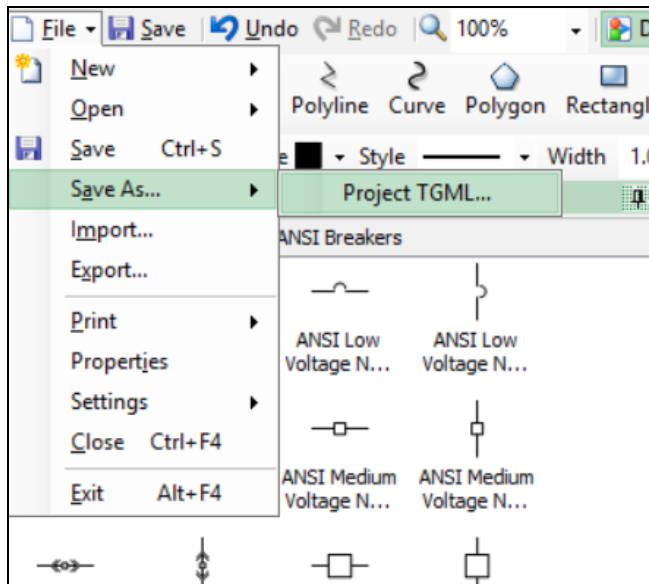 File Save Undo Redo 100% D
New
Open
Save Ctrl+S
Save As...
Import...
Export...
Print
Properties
Settings
Close Ctrl+F4
Exit Alt+F4
Project TGML...
Polyline Curve Polygon Rectangl
e Style Width 1.0
ANSI Breakers
ANSI Low
Voltage N...
ANSI Low
Voltage N...
ANSI Medium
Voltage N...
ANSI Medium
Voltage N...